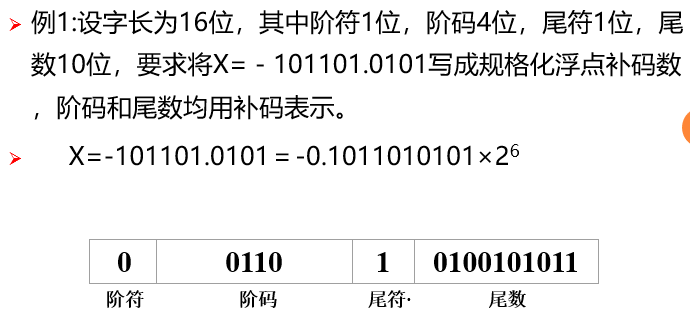 例1:设字长为16位，其中阶符1位，阶码4位，尾符1位，尾
数10位，要求将X= - 101101.0101写成规格化浮点补码数
，阶码和尾数均用补码表示。
X=-101101.0101 = -0.1011010101×2⁶
0 0110 1 0100101011
阶符 阶码 尾符· 尾数